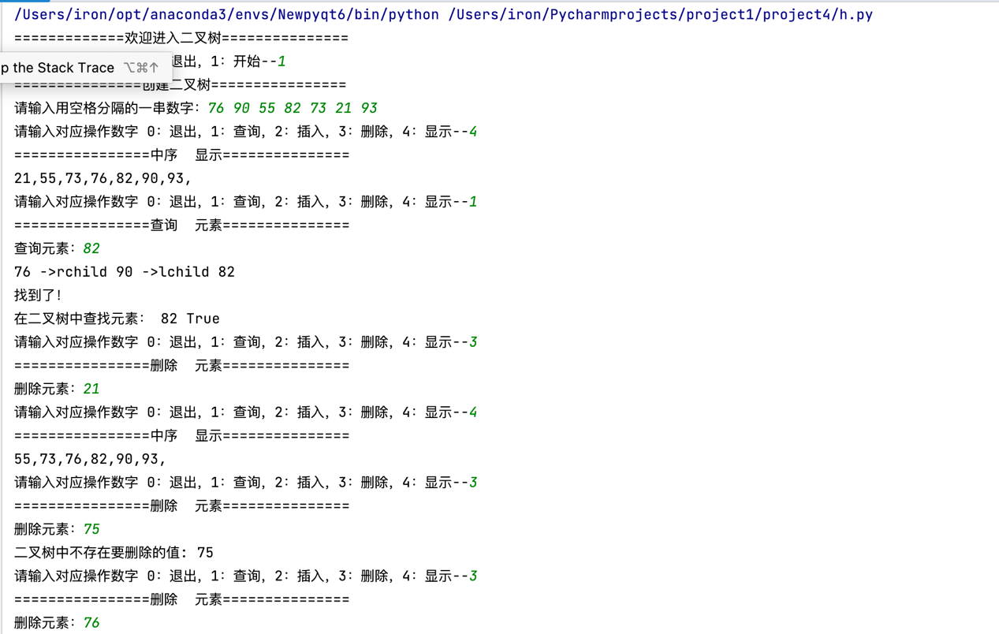 /Users/iron/opt/anaconda3/envs/Newpyqt6/bin/python /Users/iron/Pycharmprojects/project1/project4/h.py
=============欢迎进入二叉树===============
退出，1：开始--1
p the Stack Trace ⌥⌘↑
===============创建二叉树================
请输入用空格分隔的一串数字：76 90 55 82 73 21 93
请输入对应操作数字 0：退出，1：查询，2：插入，3：删除，4：显示--4
================中序  显示===============
21,55,73,76,82,90,93,
请输入对应操作数字 0：退出，1：查询，2：插入，3：删除，4：显示--1
================查询  元素===============
查询元素：82
76 ->rchild 90 ->lchild 82
找到了！
在二叉树中查找元素： 82 True
请输入对应操作数字 0：退出，1：查询，2：插入，3：删除，4：显示--3
================删除  元素===============
删除元素：21
请输入对应操作数字 0：退出，1：查询，2：插入，3：删除，4：显示--4
================中序  显示===============
55,73,76,82,90,93,
请输入对应操作数字 0：退出，1：查询，2：插入，3：删除，4：显示--3
================删除  元素===============
删除元素：75
二叉树中不存在要删除的值: 75
请输入对应操作数字 0：退出，1：查询，2：插入，3：删除，4：显示--3
================删除  元素===============
删除元素：76